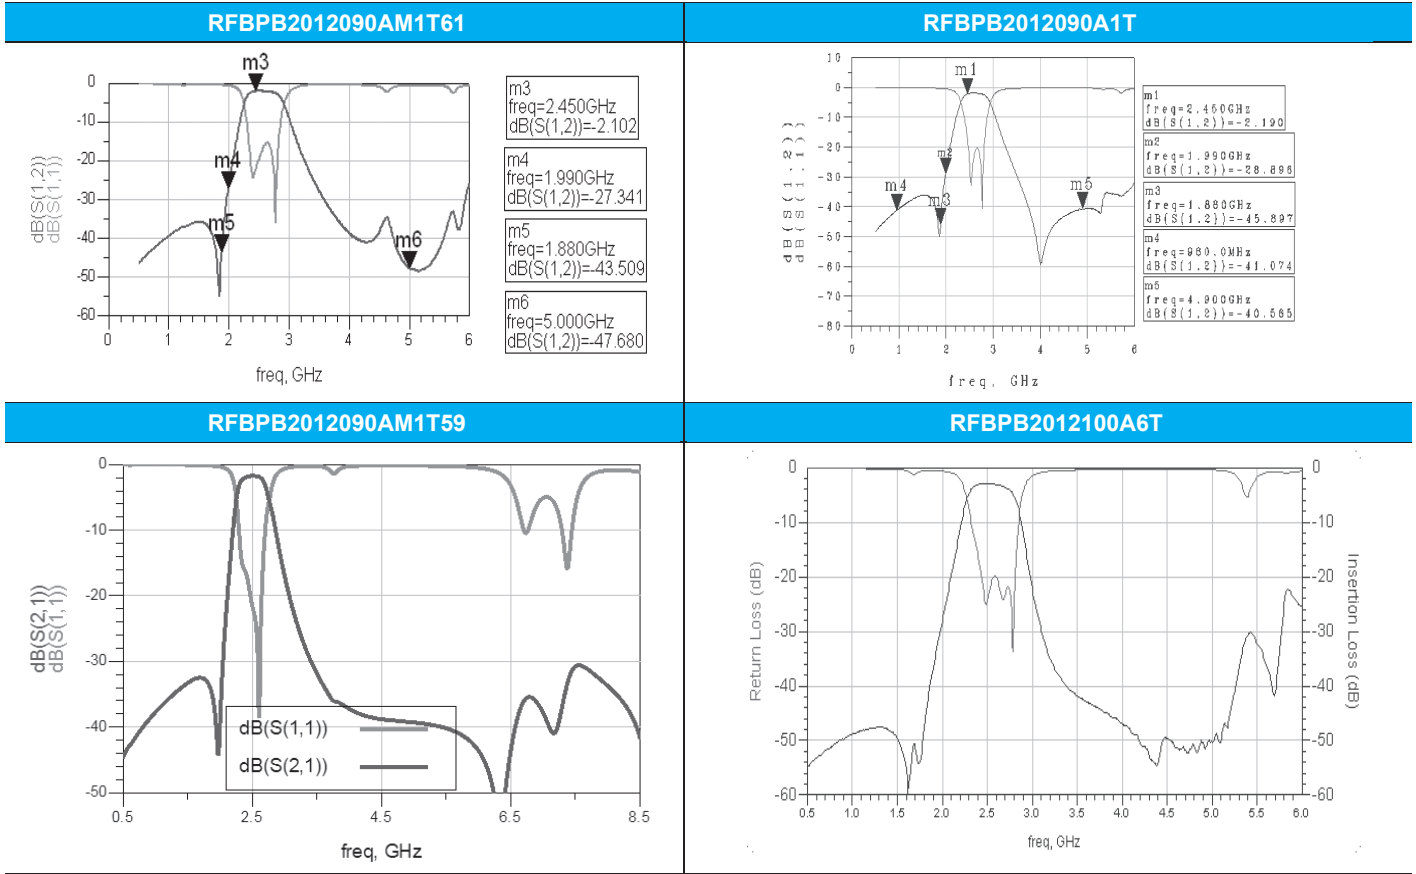 RFBPB2012090AM1T61
m3
0
-10
-20
-30
-40
-50
-60
dB(S(1,2))
dB(S(1,1))
m4
m5
m6
0 1 2 3 4 5 6
freq, GHz
m3
freq=2.450GHz
dB(S(1,2))=-2.102
m4
freq=1.990GHz
dB(S(1,2))=-27.341
m5
freq=1.880GHz
dB(S(1,2))=-43.509
m6
freq=5.000GHz
dB(S(1,2))=-47.680
RFBPB2012090A1T
10
0
-10
-20
-30
-40
-50
-60
-70
-80
m1
m2
m3
m4
m5
0 1 2 3 4 5 6
freq, GHz
m1
freq=2.450GHz
dB(S(1,2))=-2.190
m2
freq=1.990GHz
dB(S(1,2))=-28.896
m3
freq=1.880GHz
dB(S(1,2))=-45.897
m4
freq=960.0MHz
dB(S(1,2))=-41.074
m5
freq=4.900GHz
dB(S(1,2))=-40.565
RFBPB2012090AM1T59
0
-10
-20
-30
-40
-50
dB(S(2,1))
dB(S(1,1))
dB(S(1,1))
dB(S(2,1))
0.5 2.5 4.5 6.5 8.5
freq, GHz
RFBPB2012100A6T
0
-10
-20
-30
-40
-50
-60
Return Loss (dB)
0
-10
-20
-30
-40
-50
-60
Insertion Loss (dB)
0.5 1.0 1.5 2.0 2.5 3.0 3.5 4.0 4.5 5.0 5.5 6.0
freq, GHz